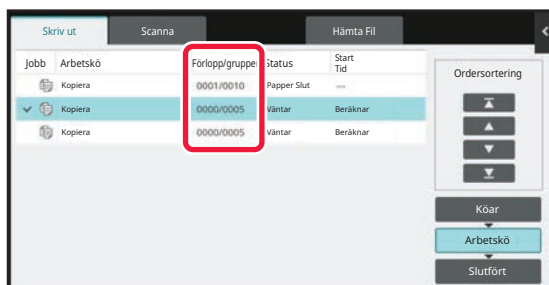 Skriv ut Scanna Hämta Fil
Jobb Arbetskö Förlopp/grupper Status Start Tid
Kopiera 0001/0010 Papper Slut ---
Kopiera 0000/0005 Väntar Beräknar
Kopiera 0000/0005 Väntar Beräknar
Ordersortering
Köar
Arbetskö
Slutfört